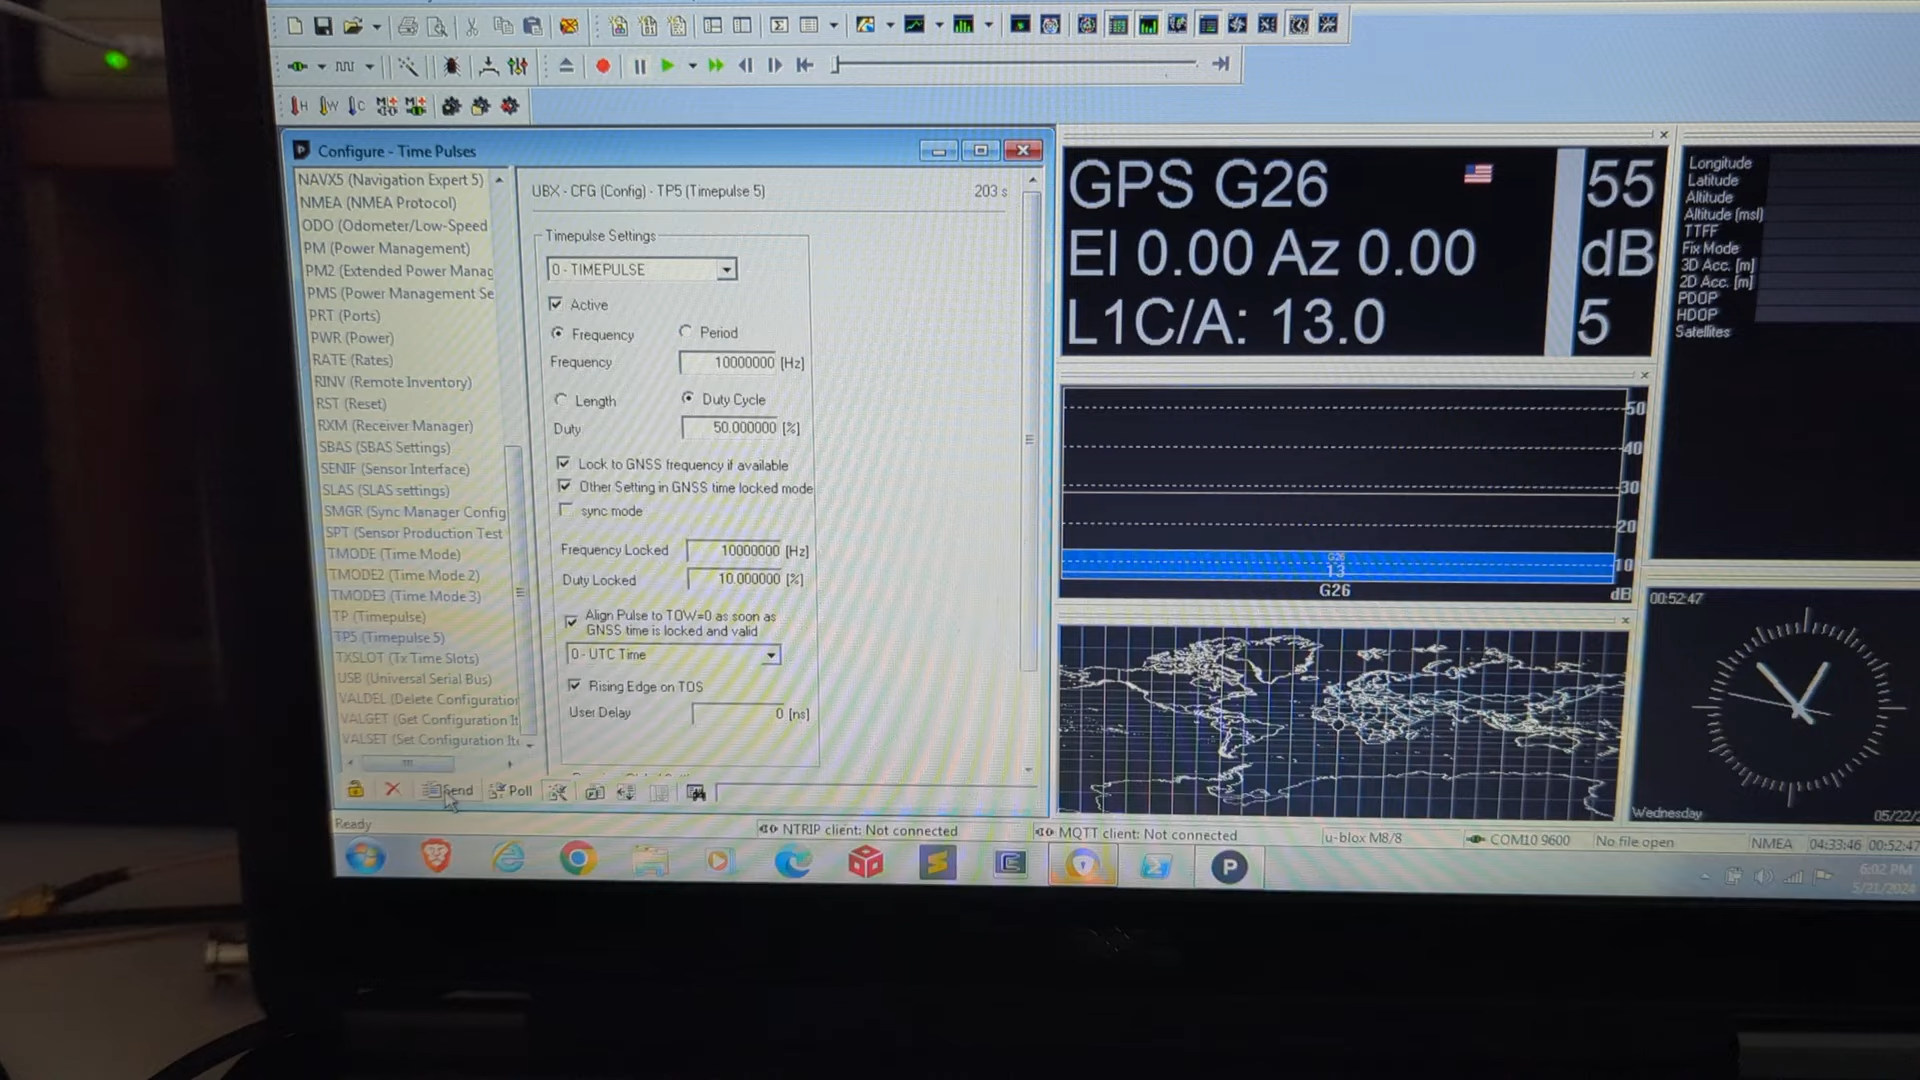 Configure - Time Pulses
NAVX5 (Navigation Expert 5)
NMEA (NMEA Protocol)
ODO (Odometer/Low-Speed
PM (Power Management)
PM2 (Extended Power Manag
PMS (Power Management Se
PRT (Ports)
PWR (Power)
RATE (Rates)
RINV (Remote Inventory)
RST (Reset)
RXM (Receiver Manager)
SBAS (SBAS Settings)
SENIF (Sensor Interface)
SLAS (SLAS settings)
SMGR (Sync Manager Config
SPT (Sensor Production Test
TMODE (Time Mode)
TMODE2 (Time Mode 2)
TMODE3 (Time Mode 3)
TP (Timepulse)
TP5 (Timepulse 5)
TXSLOT (Tx Time Slots)
USB (Universal Serial Bus)
VALDEL (Delete Configuration
VALGET (Get Configuration It
VALSET (Set Configuration Ite
UBX - CFG (Config) - TP5 (Timepulse 5) 203 s
Timepulse Settings
0 - TIMEPULSE
Active
Frequency Period
Frequency 10000000 [Hz]
Length Duty Cycle
Duty 50.000000 [%]
Lock to GNSS frequency if available
Other Setting in GNSS time locked mode
sync mode
Frequency Locked 10000000 [Hz]
Duty Locked 10.000000 [%]
Align Pulse to TOW=0 as soon as
GNSS time is locked and valid
0 - UTC Time
Rising Edge on TOS
User Delay 0 [ns]
Send Poll
GPS G26 55
El 0.00 Az 0.00 dB
L1C/A: 13.0 5
50
40
30
20
10
G26
13
G26 dB
Longitude
Latitude
Altitude
Altitude (msl)
TTFF
Fix Mode
3D Acc. [m]
2D Acc. [m]
PDOP
HDOP
Satellites
00:52:47
Wednesday 05/22/2
Ready NTRIP client: Not connected MQTT client: Not connected u-blox M8/8 COM10 9600 No file open NMEA 04:33:46 00:52:47
6:02 PM
5/21/2024